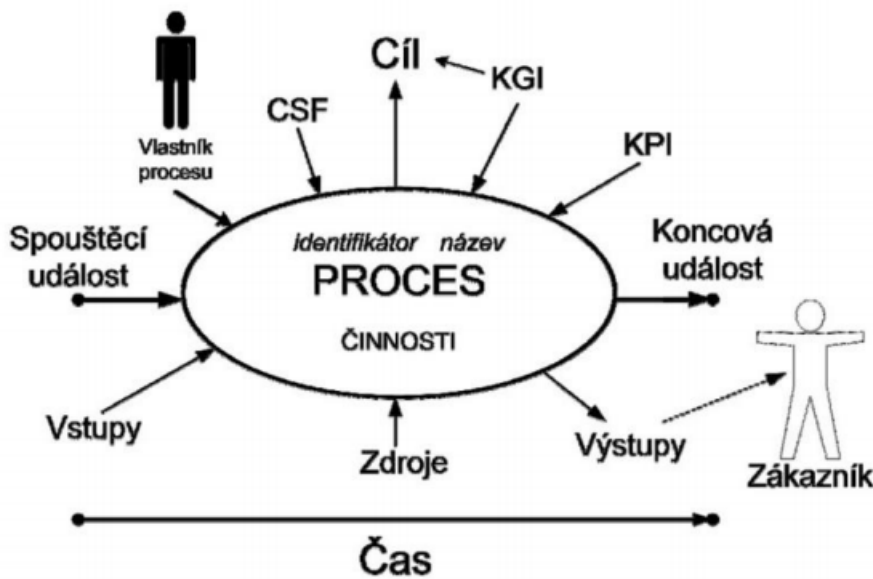 Cíl
KGI
CSF
KPI
Vlastník
procesu
Spouštěcí
událost
identifikátor název
PROCES
ČINNOSTI
Koncová
událost
Vstupy
Zdroje
Výstupy
Zákazník
Čas